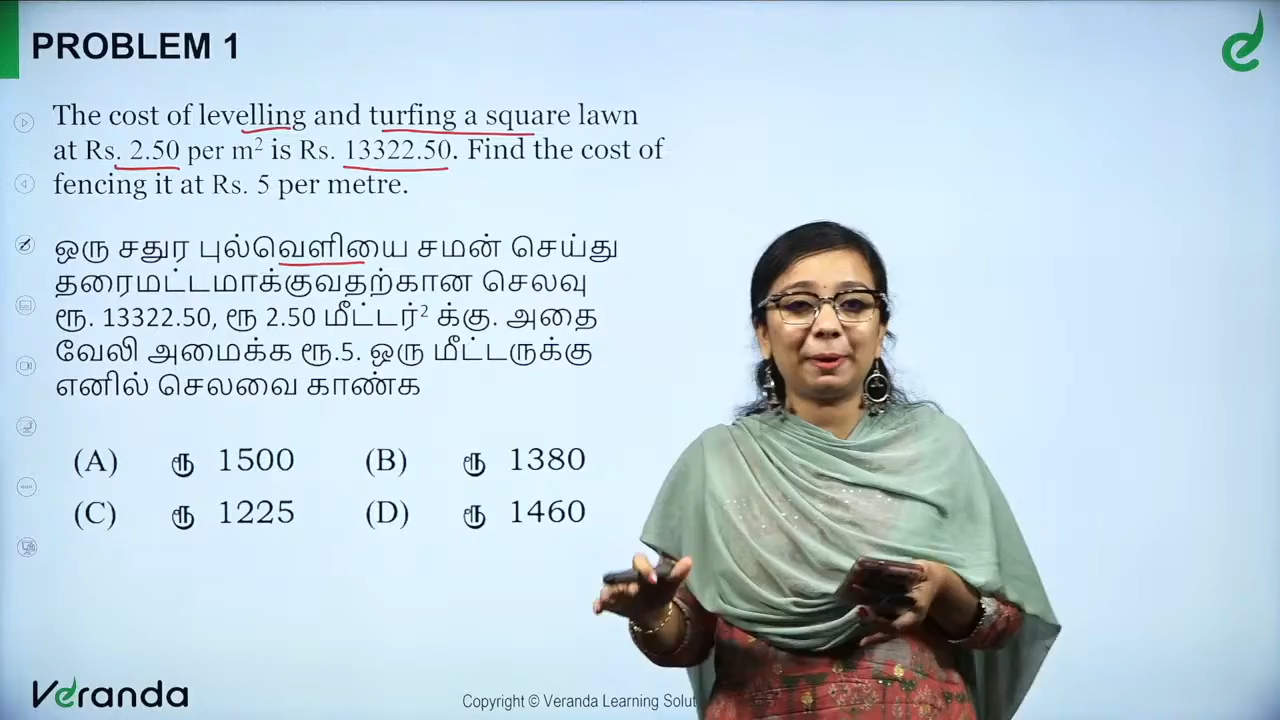 PROBLEM 1
The cost of levelling and turfing a square lawn
at Rs. 2.50 per m² is Rs. 13322.50. Find the cost of
fencing it at Rs. 5 per metre.
ஒரு சதுர புல்வெளியை சமன் செய்து
தரைமட்டமாக்குவதற்கான செலவு
ரூ. 13322.50, ரூ 2.50 மீட்டர்² க்கு. அதை
வேலி அமைக்க ரூ.5. ஒரு மீட்டருக்கு
எனில் செலவை காண்க
(A) ரூ 1500 (B) ரூ 1380
(C) ரூ 1225 (D) ரூ 1460
Veranda
Copyright © Veranda Learning Solut